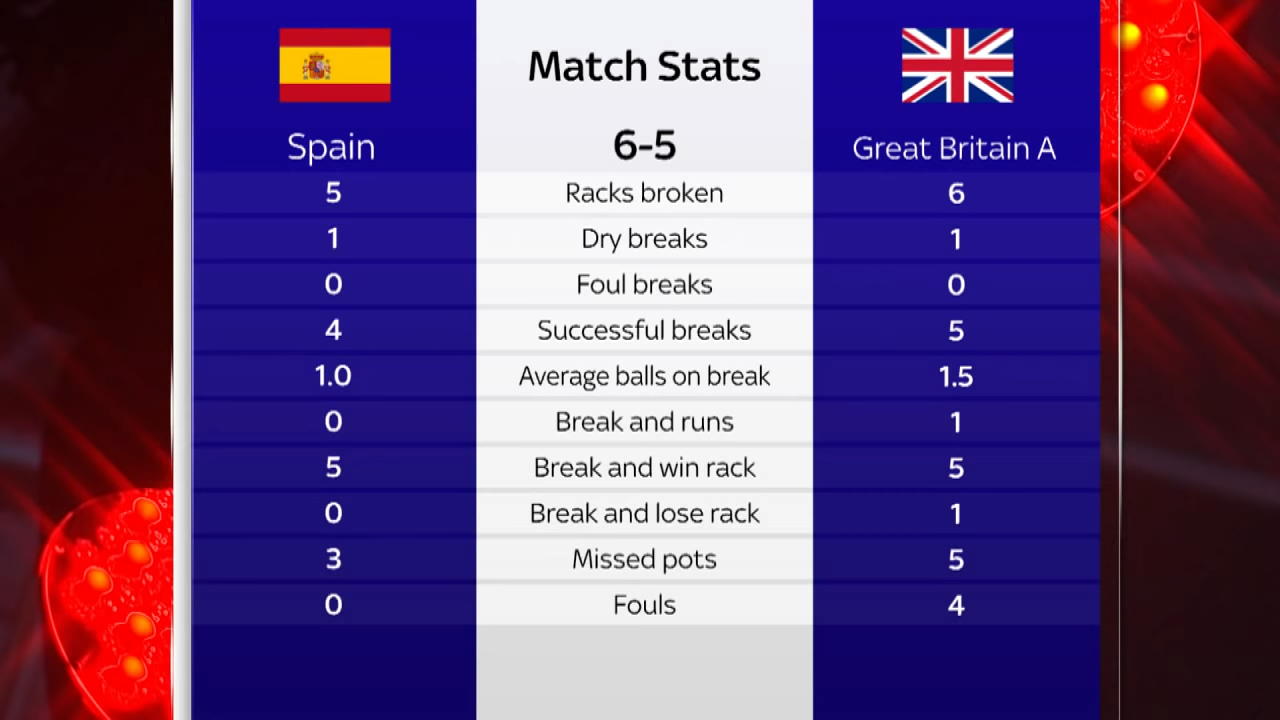 Match Stats
Spain 6-5 Great Britain A
5 Racks broken 6
1 Dry breaks 1
0 Foul breaks 0
4 Successful breaks 5
1.0 Average balls on break 1.5
0 Break and runs 1
5 Break and win rack 5
0 Break and lose rack 1
3 Missed pots 5
0 Fouls 4